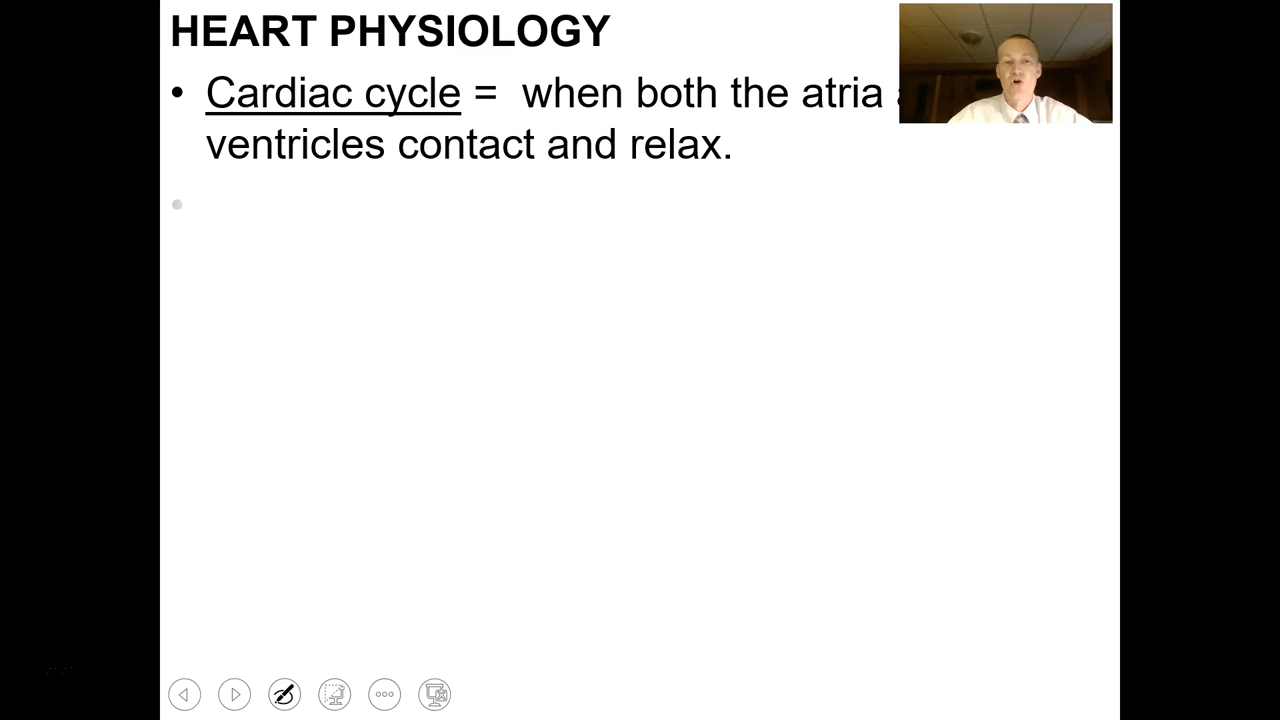 HEART PHYSIOLOGY
• Cardiac cycle = when both the atria
ventricles contact and relax.